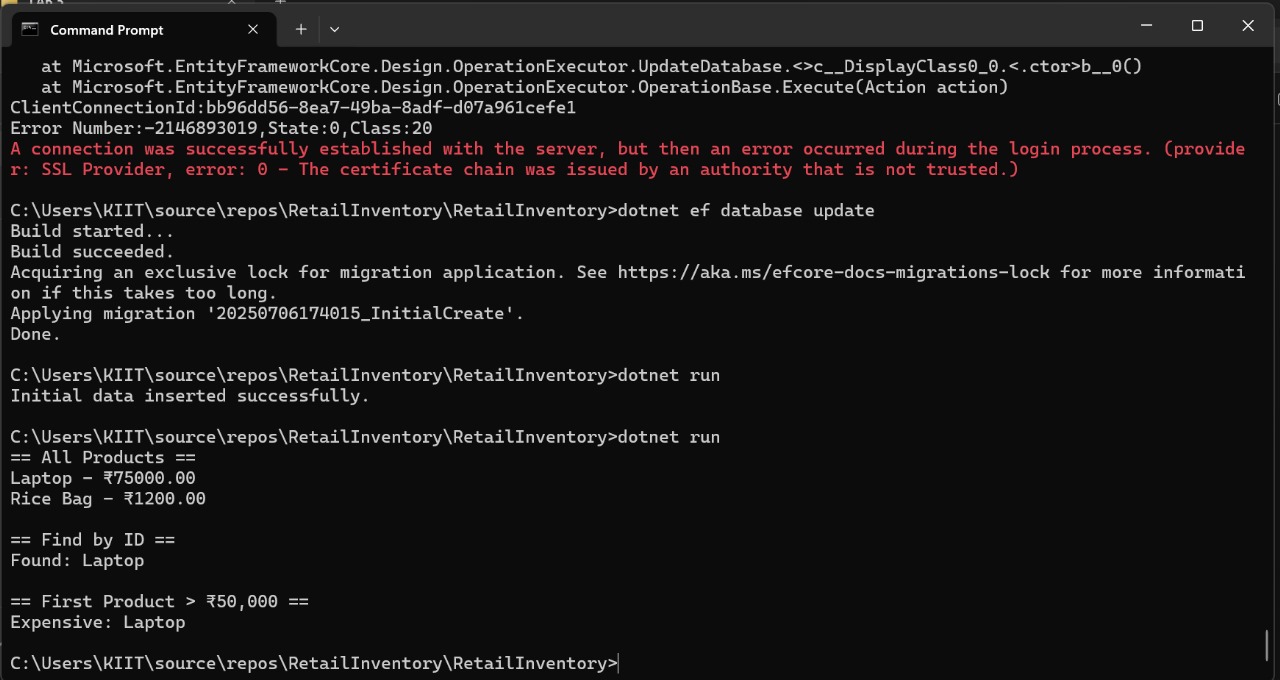 Command Prompt
at Microsoft.EntityFrameworkCore.Design.OperationExecutor.UpdateDatabase.<>c__DisplayClass0_0.<.ctor>b__0()
at Microsoft.EntityFrameworkCore.Design.OperationExecutor.OperationBase.Execute(Action action)
ClientConnectionId:bb96dd56-8ea7-49ba-8adf-d07a961cefe1
Error Number:-2146893019,State:0,Class:20
A connection was successfully established with the server, but then an error occurred during the login process. (provide
r: SSL Provider, error: 0 - The certificate chain was issued by an authority that is not trusted.)
C:\Users\KIIT\source\repos\RetailInventory\RetailInventory>dotnet ef database update
Build started...
Build succeeded.
Acquiring an exclusive lock for migration application. See https://aka.ms/efcore-docs-migrations-lock for more informati
on if this takes too long.
Applying migration '20250706174015_InitialCreate'.
Done.
C:\Users\KIIT\source\repos\RetailInventory\RetailInventory>dotnet run
Initial data inserted successfully.
C:\Users\KIIT\source\repos\RetailInventory\RetailInventory>dotnet run
== All Products ==
Laptop - ₹75000.00
Rice Bag - ₹1200.00
== Find by ID ==
Found: Laptop
== First Product > ₹50,000 ==
Expensive: Laptop
C:\Users\KIIT\source\repos\RetailInventory\RetailInventory>